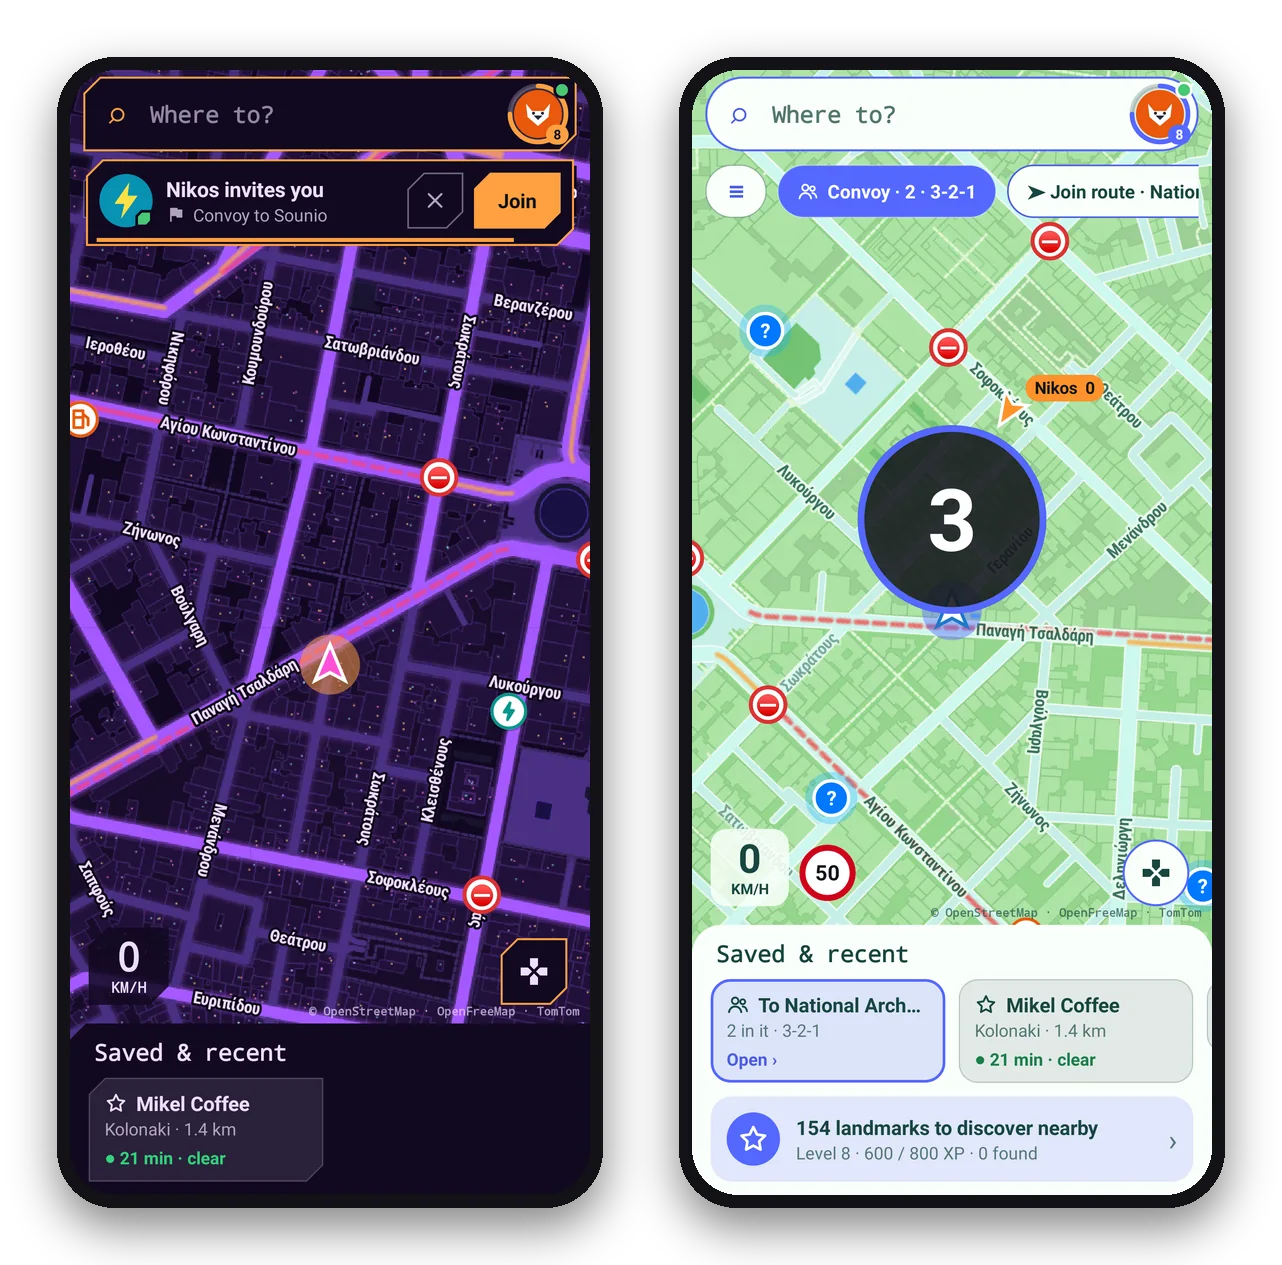 Where to?
8
Nikos invites you
Convoy to Sounio
Join
Βερανζέρου
Κουμουνδούρου
Σωκράτους
Ιεροθέου
Νικηφόρου
Σατωβριάνδου
Αγίου Κωνσταντίνου
Ζήνωνος
Βούλγαρη
Παναγή Τσαλδάρη
Λυκούργου
Κλεισθένους
Σωκράτους
Μενάνδρου
Σοφοκλέους
Σαπφούς
Θεάτρου
0
KM/H
Ευριπίδου
© OpenStreetMap · OpenFreeMap · TomTom
Saved & recent
Mikel Coffee
Kolonaki · 1.4 km
21 min · clear
Where to?
8
Convoy · 2 · 3-2-1
Join route · Nation
?
Σοφοκλέους
Nikos 0
Θεάτρου
Λυκούργου
3
Γερανίου
Μενάνδρου
Παναγή Τσαλδάρη
Σωκράτους
Βούλγαρη
?
Ζήνωνος
Αγίου Κωνσταντίνου
0
KM/H
50
?
© OpenStreetMap · OpenFreeMap · TomTom
Saved & recent
To National Arch...
2 in it · 3-2-1
Open ›
Mikel Coffee
Kolonaki · 1.4 km
21 min · clear
154 landmarks to discover nearby
Level 8 · 600 / 800 XP · 0 found